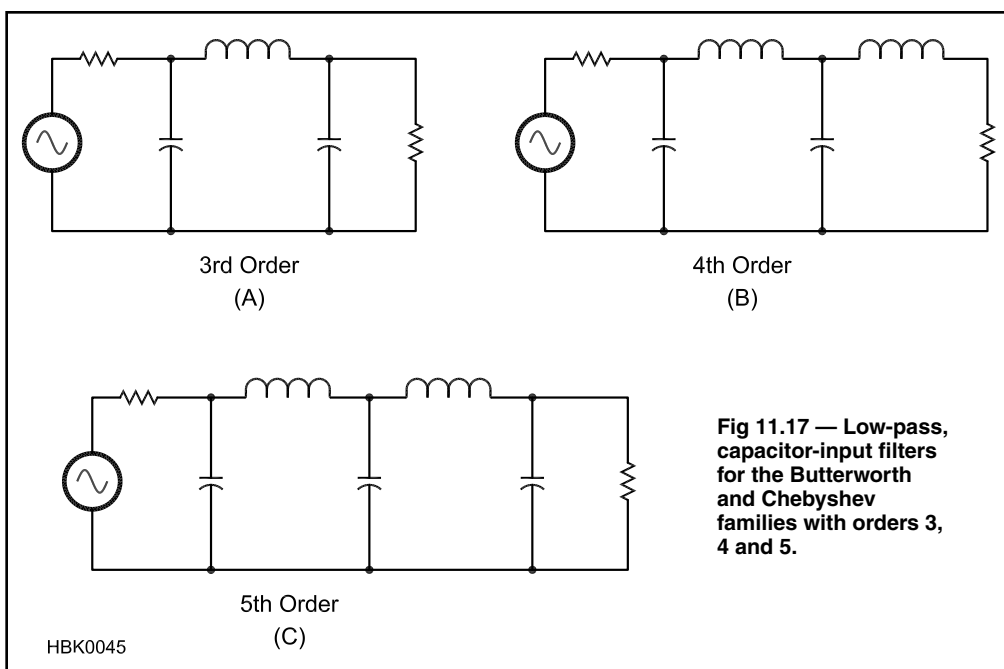 3rd Order
(A)
4th Order
(B)
5th Order
(C)
Fig 11.17 — Low-pass,
capacitor-input filters
for the Butterworth
and Chebyshev
families with orders 3,
4 and 5.
HBK0045